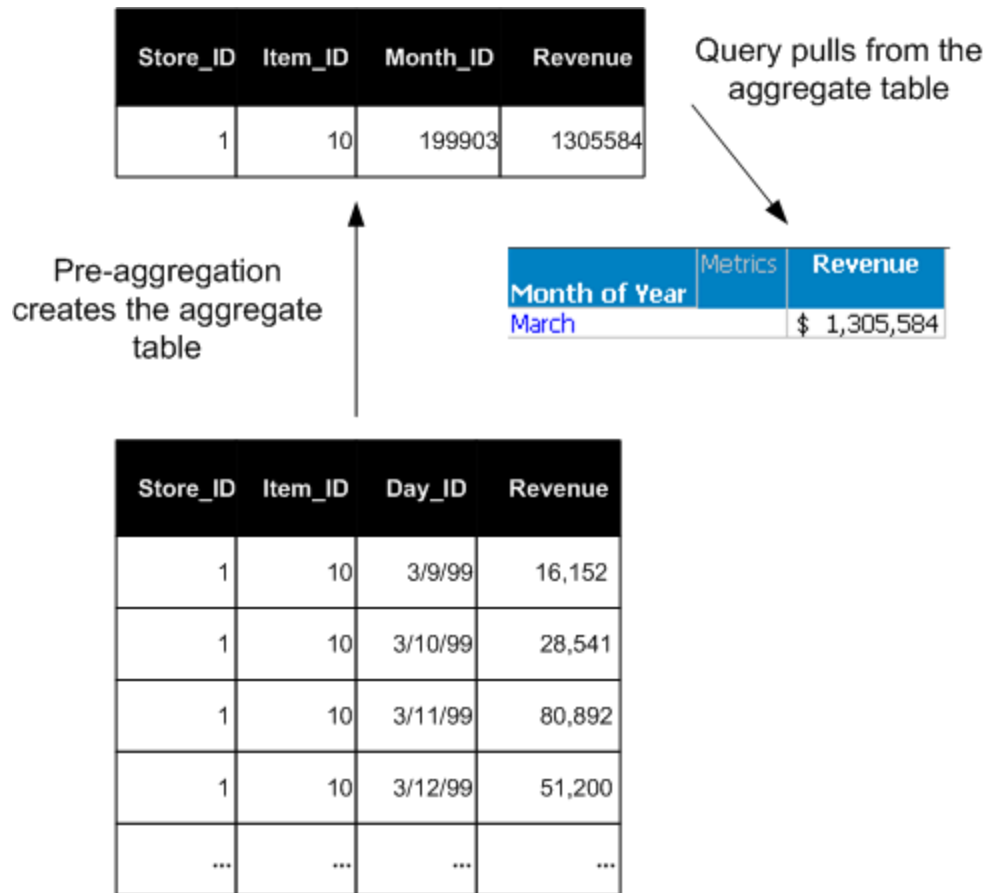 Store_ID Item_ID Month_ID Revenue
1 10 199903 1305584
Query pulls from the
aggregate table
Pre-aggregation
creates the aggregate
table
Metrics Revenue
Month of Year
March $ 1,305,584
Store_ID Item_ID Day_ID Revenue
1 10 3/9/99 16,152
1 10 3/10/99 28,541
1 10 3/11/99 80,892
1 10 3/12/99 51,200
... ... ... ...